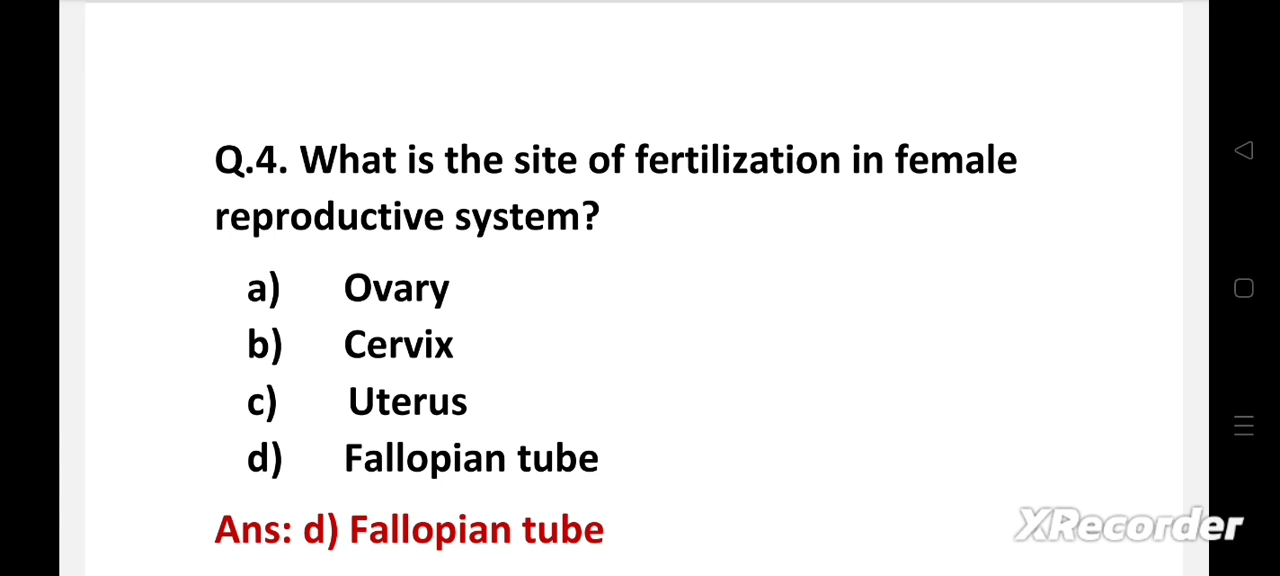 Q.4. What is the site of fertilization in female
reproductive system?
a) Ovary
b) Cervix
c) Uterus
d) Fallopian tube
Ans: d) Fallopian tube
XRecorder